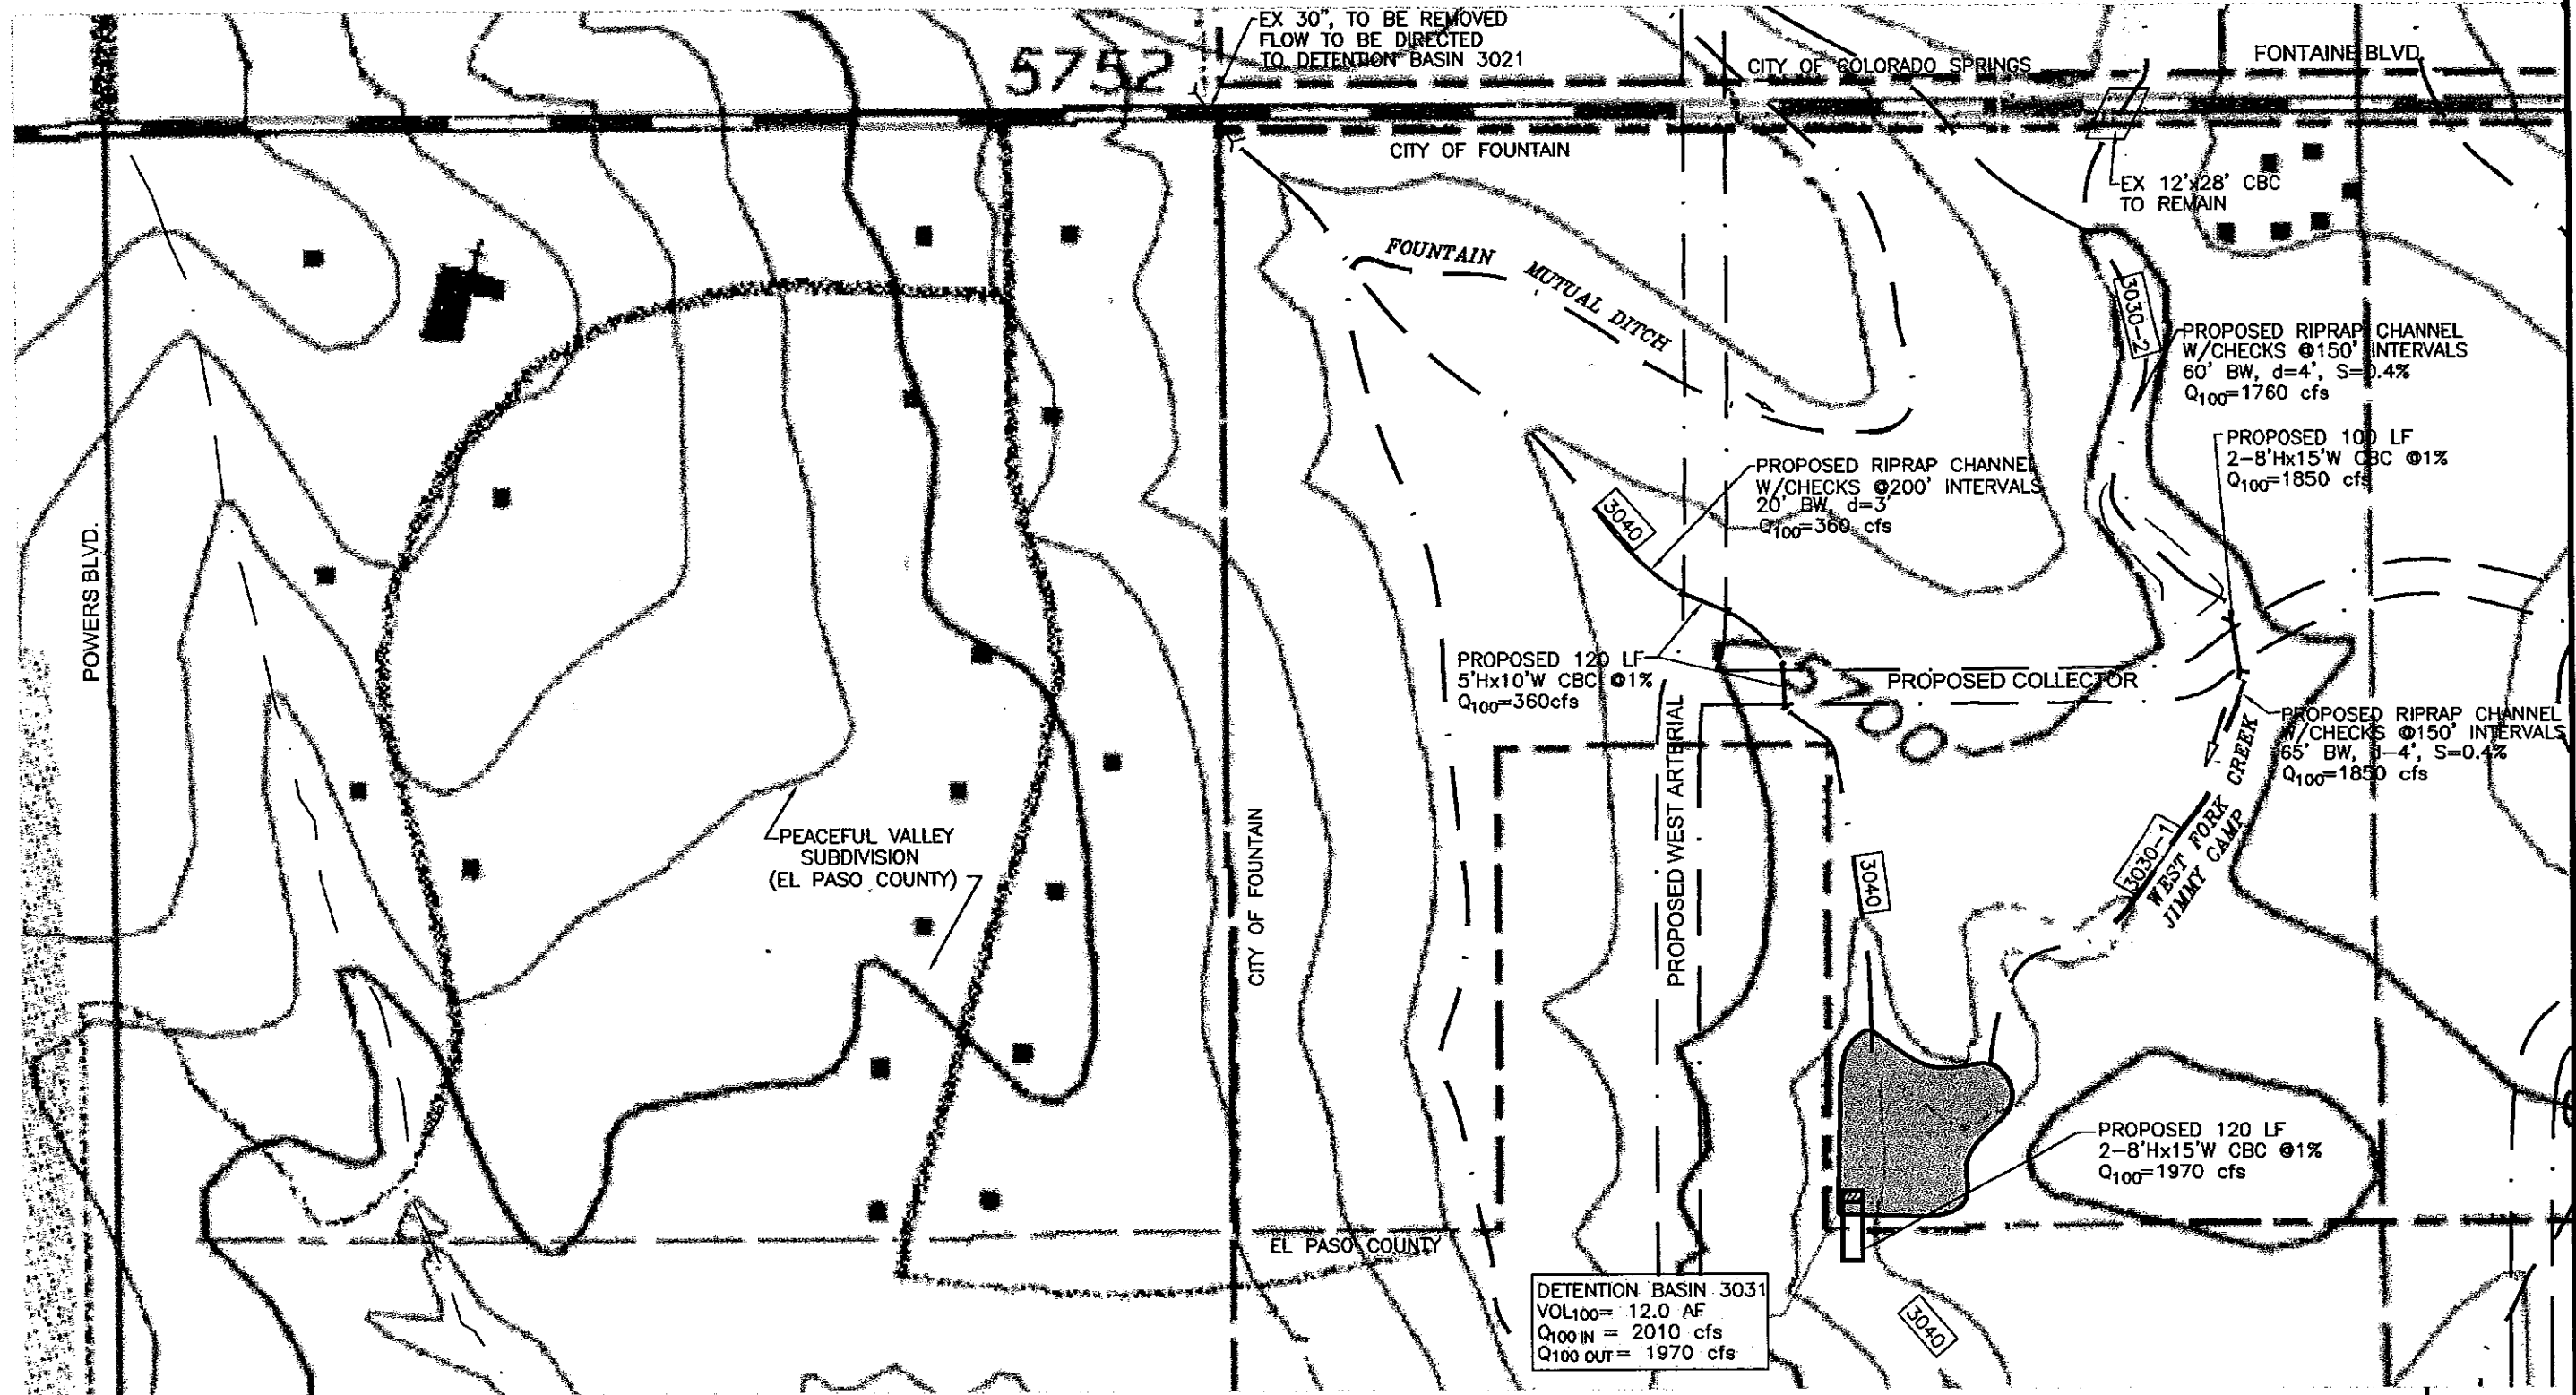 EX 30", TO BE REMOVED
FLOW TO BE DIRECTED
TO DETENTION BASIN 3021
5752
CITY OF COLORADO SPRINGS
FONTAINE BLVD.
CITY OF FOUNTAIN
EX 12'x28' CBC
TO REMAIN
FOUNTAIN MUTUAL DITCH
3030-2
PROPOSED RIPRAP CHANNEL
W/CHECKS @150' INTERVALS
60' BW, d=4', S=0.4%
Q100=1760 cfs
PROPOSED 100 LF
2-8'Hx15'W CBC @1%
Q100=1850 cfs
PROPOSED RIPRAP CHANNEL
W/CHECKS @200' INTERVALS
20' BW, d=3'
Q100=360 cfs
3040
POWERS BLVD.
PROPOSED 120 LF
5'Hx10'W CBC @1%
Q100=360cfs
5700
PROPOSED COLLECTOR
PROPOSED RIPRAP CHANNEL
W/CHECKS @150' INTERVALS
65' BW, d-4', S=0.4%
Q100=1850 cfs
PROPOSED WEST ARTERIAL
PEACEFUL VALLEY
SUBDIVISION
(EL PASO COUNTY)
CITY OF FOUNTAIN
3040
3030-1
WEST FORK CREEK
JIMMY CAMP
PROPOSED 120 LF
2-8'Hx15'W CBC @1%
Q100=1970 cfs
EL PASO COUNTY
DETENTION BASIN 3031
VOL100= 12.0 AF
Q100 IN = 2010 cfs
Q100 OUT= 1970 cfs
3040